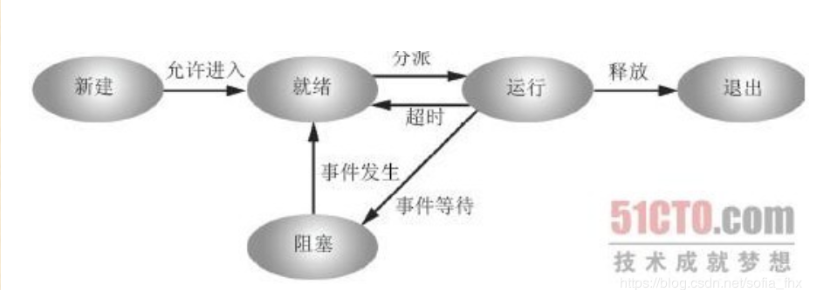 分派
新建
允许进入
就绪
运行
释放
退出
超时
事件发生
事件等待
阻塞
51CTO.com
技术成就梦想
https://blog.csdn.net/sofia_fhx